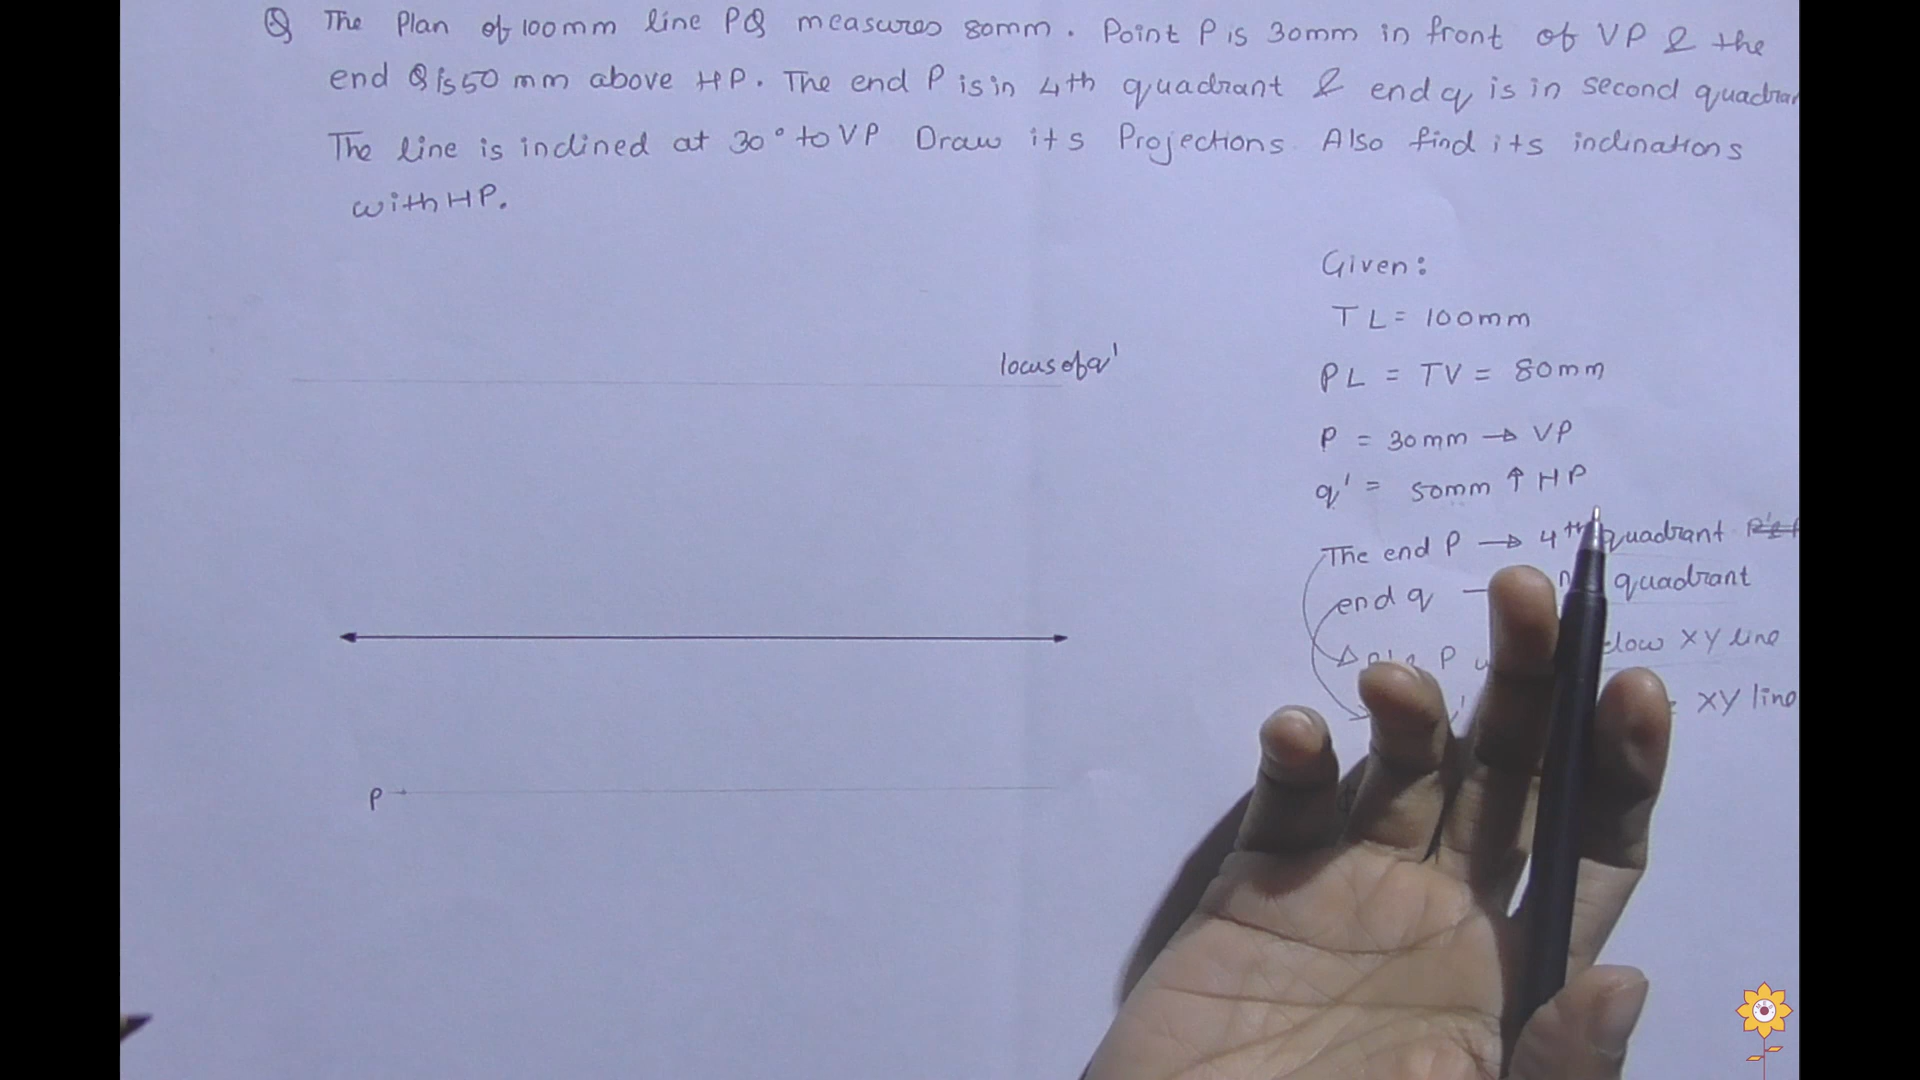 Q The Plan of 100mm line PQ measures 80mm. Point P is 30mm in front of VP & the
end Q is 50 mm above HP. The end P is in 4th quadrant & end q is in second
The line is inclined at 30° to VP Draw its Projections Also find its inclinations
with HP.
Given:
TL = 100mm
locus of q'
PL = TV = 80mm
P = 30mm → VP
q' = 50mm ↑ HP
The end P → 4th quadrant
end q quadrant
P XY line
XY line
P